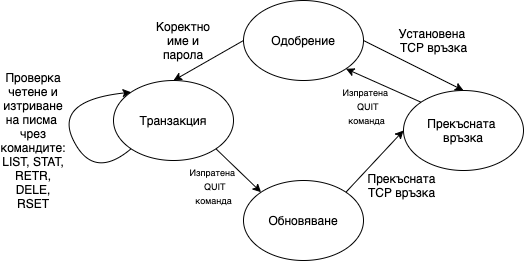 Коректно
име и
парола
Одобрение
Установена
TCP връзка
Проверка
четене и
изтриване
на писма
чрез
командите:
LIST, STAT,
RETR,
DELE,
RSET
Транзакция
Изпратена
QUIT
команда
Прекъсната
връзка
Изпратена
QUIT
команда
Прекъсната
TCP връзка
Обновяване